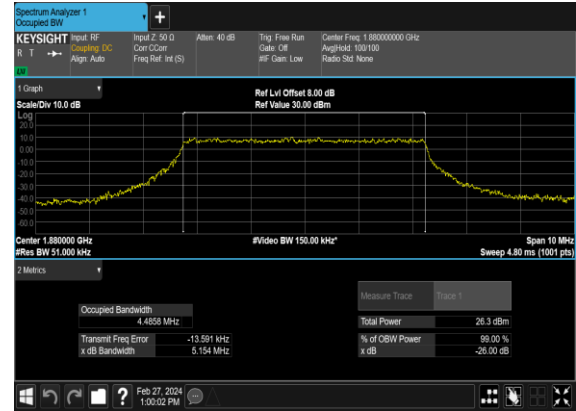 Spectrum Analyzer 1
Occupied BW
KEYSIGHT
R T
LV
Input: RF
Coupling: DC
Align: Auto
Input Z: 50 Ω
Corr CCorr
Freq Ref: Int (S)
Atten: 40 dB
Trig: Free Run
Gate: Off
#IF Gain: Low
Center Freq: 1.880000000 GHz
Avg|Hold: 100/100
Radio Std: None
1 Graph
Scale/Div 10.0 dB
Ref Lvl Offset 8.00 dB
Ref Value 30.00 dBm
Log
20.0
10.0
0.00
-10.0
-20.0
-30.0
-40.0
-50.0
-60.0
Center 1.880000 GHz
#Res BW 51.000 kHz
#Video BW 150.00 kHz*
Span 10 MHz
Sweep 4.80 ms (1001 pts)
2 Metrics
Measure Trace Trace 1
Occupied Bandwidth
4.4858 MHz
Total Power 26.3 dBm
Transmit Freq Error -13.591 kHz
% of OBW Power 99.00 %
x dB Bandwidth 5.154 MHz
x dB -26.00 dB
?
Feb 27, 2024
1:00:02 PM